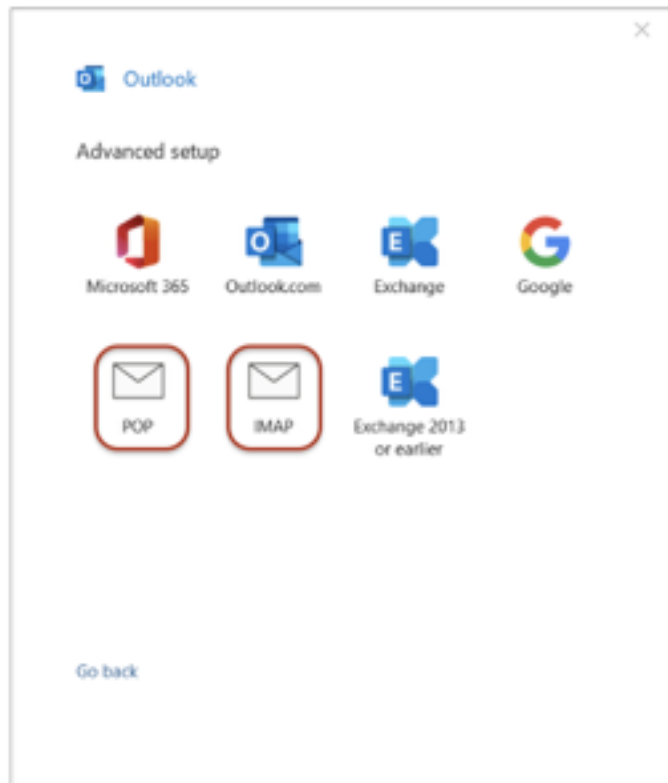 Outlook
Advanced setup
Microsoft 365
Outlook.com
Exchange
Google
POP
IMAP
Exchange 2013
or earlier
Go back